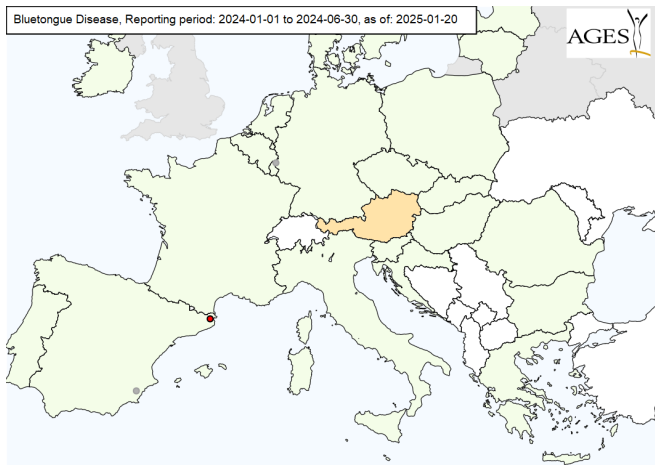 Bluetongue Disease, Reporting period: 2024-01-01 to 2024-06-30, as of: 2025-01-20
AGES